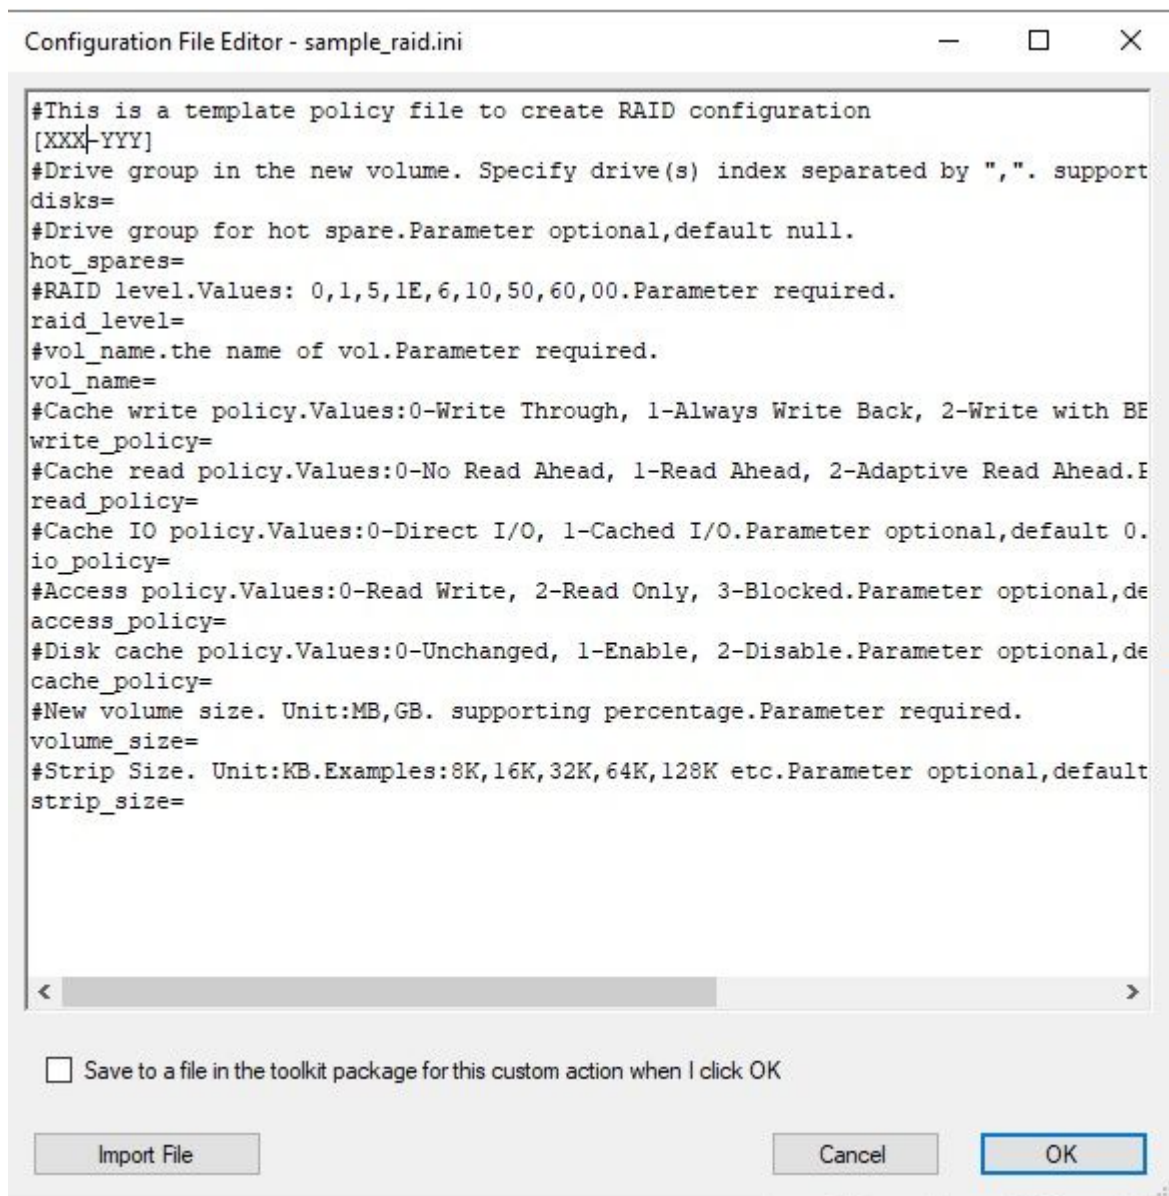 Configuration File Editor - sample_raid.ini
#This is a template policy file to create RAID configuration
[XXX-YYY]
#Drive group in the new volume. Specify drive(s) index separated by ",". support
disks=
#Drive group for hot spare.Parameter optional,default null.
hot_spares=
#RAID level.Values: 0,1,5,1E,6,10,50,60,00.Parameter required.
raid_level=
#vol_name.the name of vol.Parameter required.
vol_name=
#Cache write policy.Values:0-Write Through, 1-Always Write Back, 2-Write with BB
write_policy=
#Cache read policy.Values:0-No Read Ahead, 1-Read Ahead, 2-Adaptive Read Ahead.P
read_policy=
#Cache IO policy.Values:0-Direct I/O, 1-Cached I/O.Parameter optional,default 0.
io_policy=
#Access policy.Values:0-Read Write, 2-Read Only, 3-Blocked.Parameter optional,de
access_policy=
#Disk cache policy.Values:0-Unchanged, 1-Enable, 2-Disable.Parameter optional,de
cache_policy=
#New volume size. Unit:MB,GB. supporting percentage.Parameter required.
volume_size=
#Strip Size. Unit:KB.Examples:8K,16K,32K,64K,128K etc.Parameter optional,default
strip_size=
Save to a file in the toolkit package for this custom action when I click OK
Import File
Cancel
OK